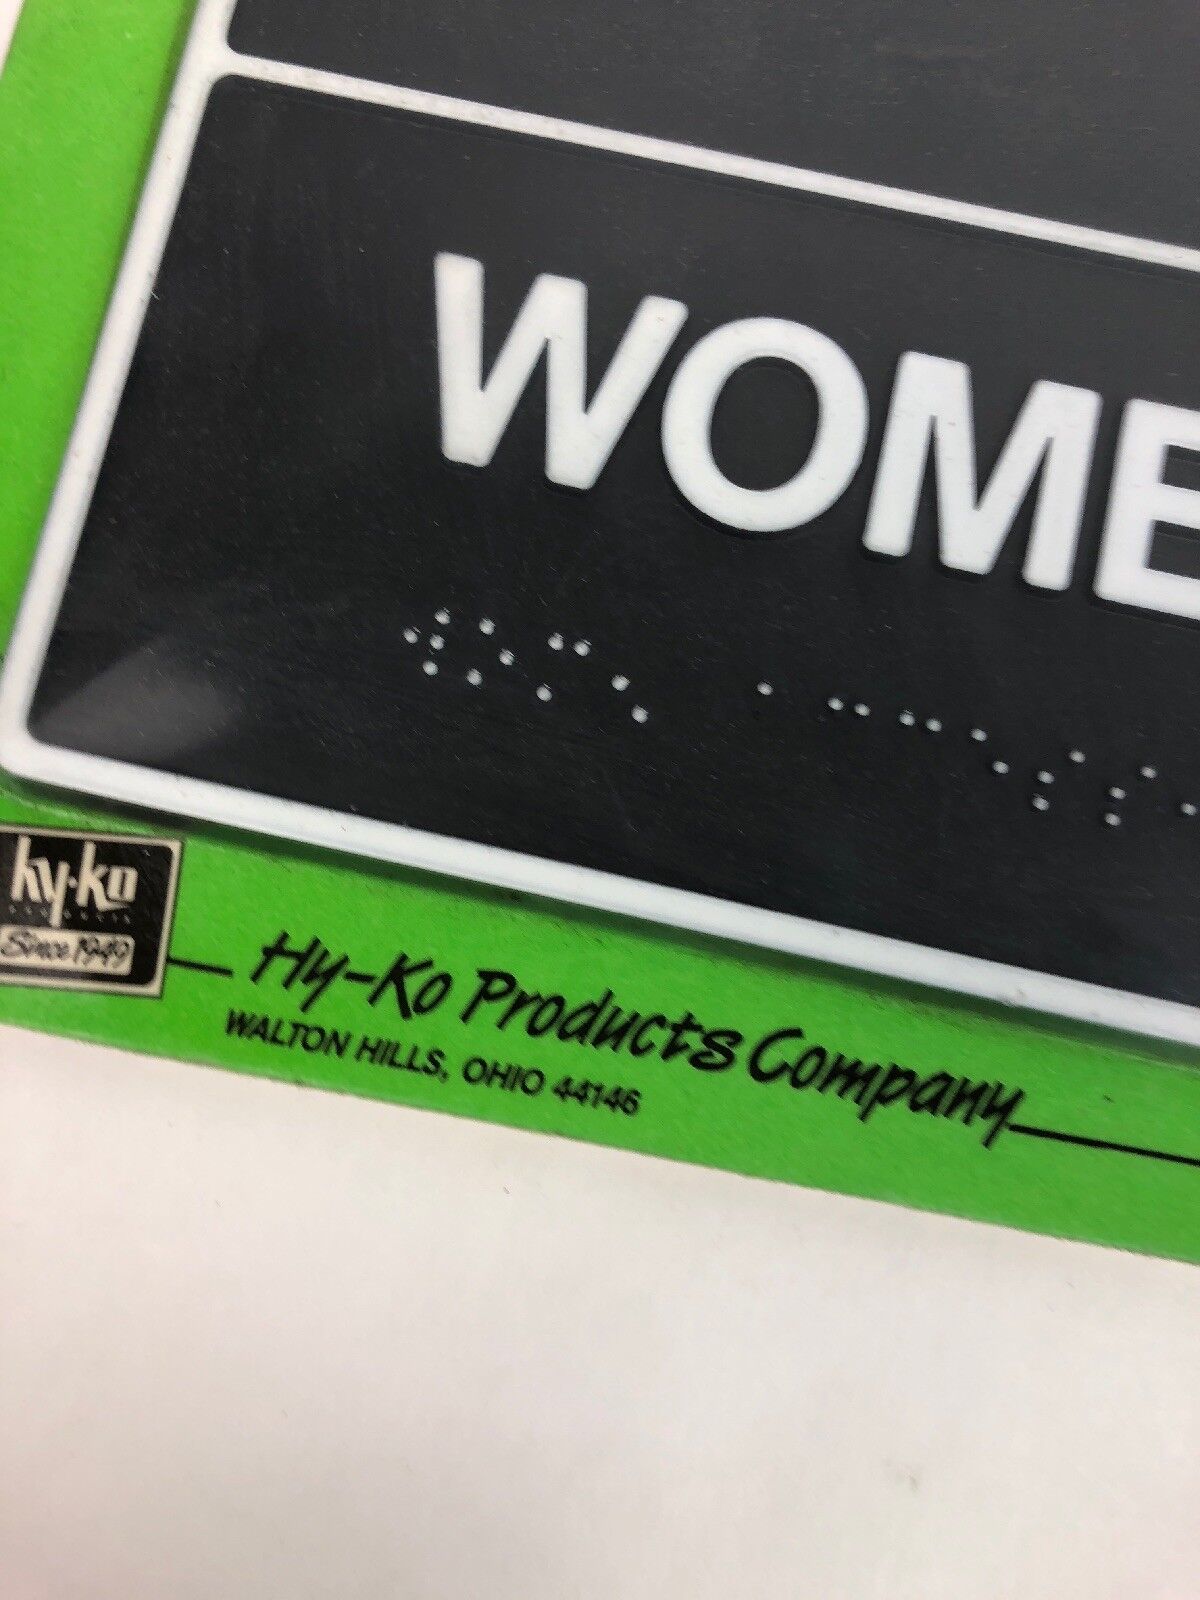 WOME
⠺⠕⠍⠢ ⠁⠉⠉⠑⠎⠎
hy-ko
Since 1949
Hy-Ko Products Company
WALTON HILLS, OHIO 44146